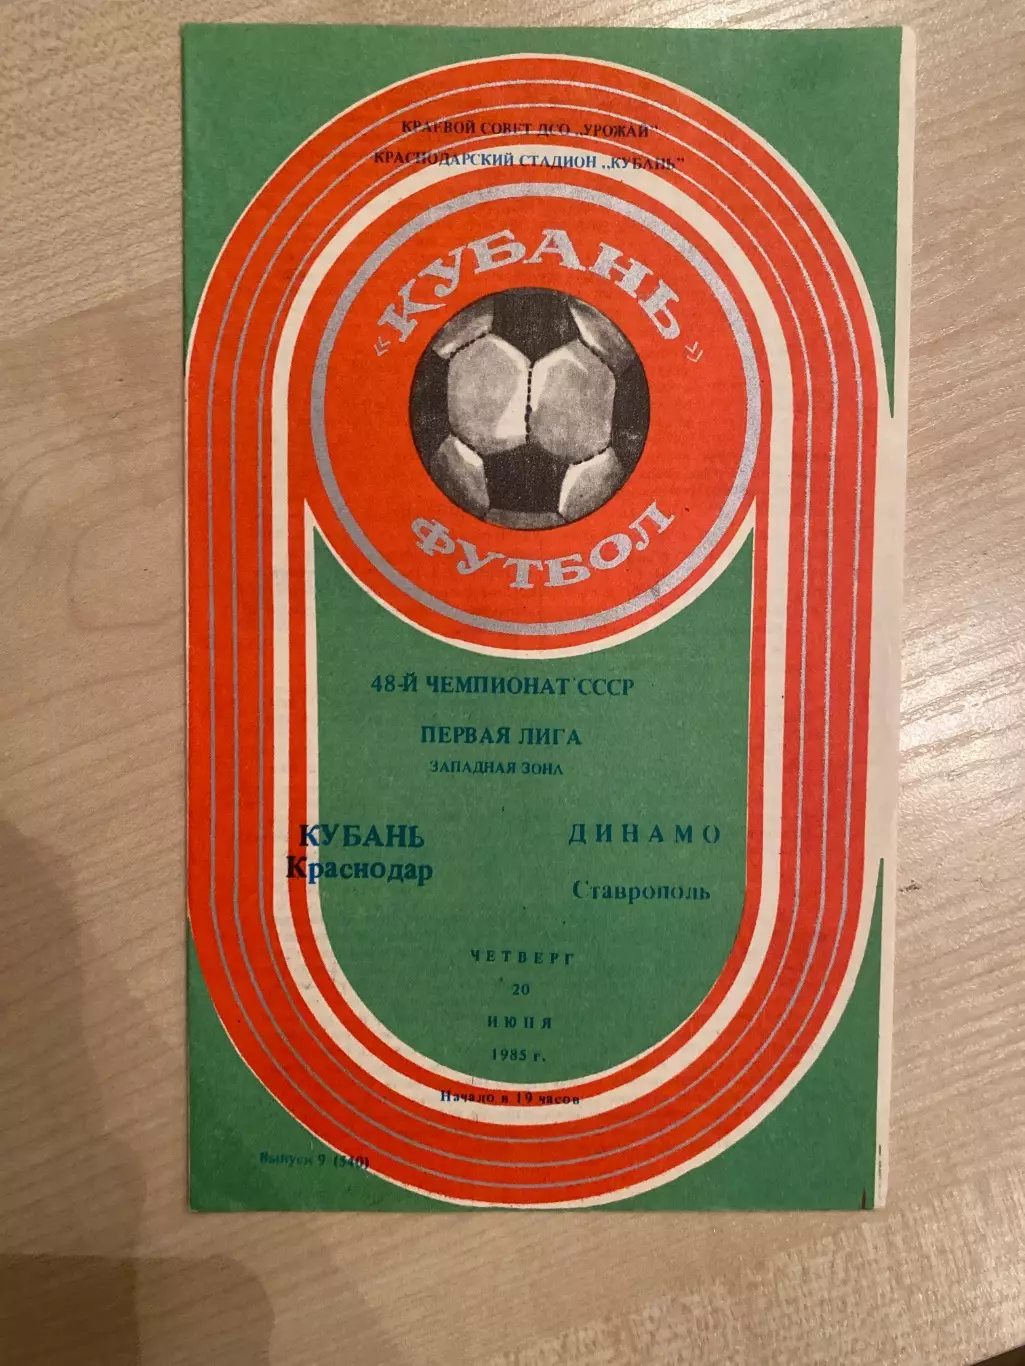 КРАЕВОЙ СОВЕТ ДСО „УРОЖАЙ"
КРАСНОДАРСКИЙ СТАДИОН „КУБАНЬ"
«КУБАНЬ»
ФУТБОЛ
48-Й ЧЕМПИОНАТ СССР
ПЕРВАЯ ЛИГА
ЗАПАДНАЯ ЗОНА
КУБАНЬ ДИНАМО
Краснодар Ставрополь
ЧЕТВЕРГ
20
ИЮНЯ
1985 г.
Начало в 19 часов
Выпуск 9 (540)